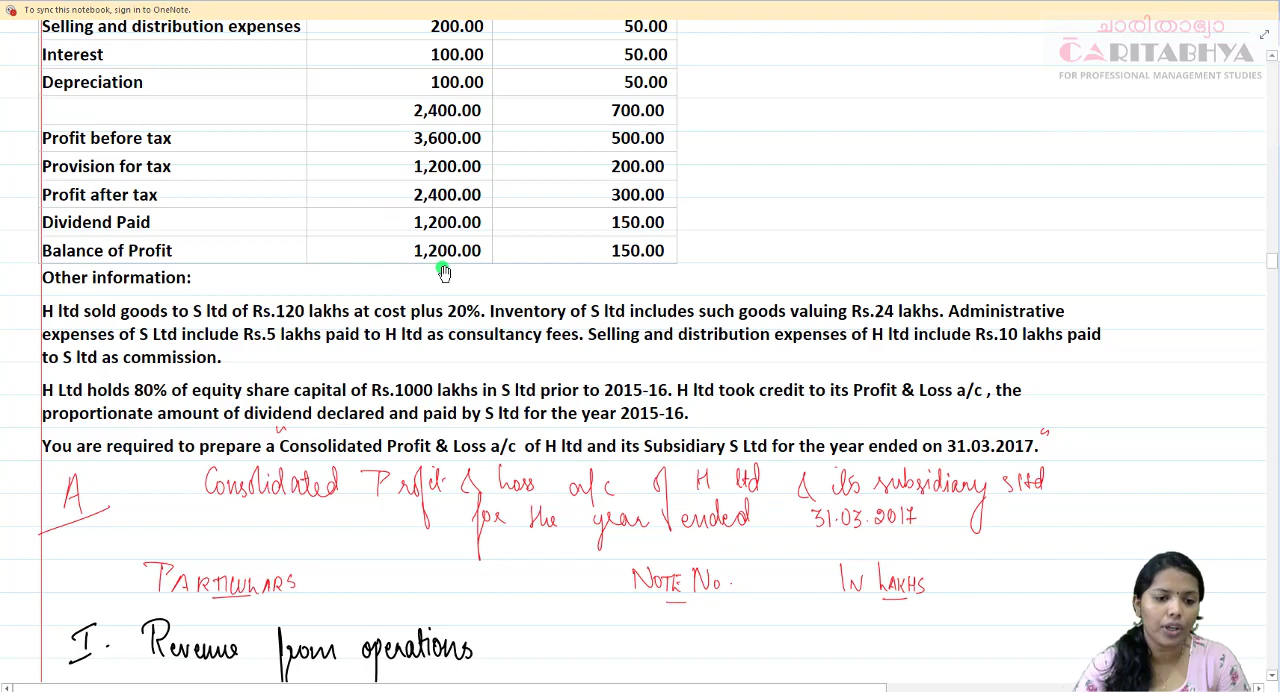 To sync this notebook, sign in to OneNote.
ചാരിതാഭ്യാ
CARITABHYA
FOR PROFESSIONAL MANAGEMENT STUDIES
Selling and distribution expenses 200.00 50.00
Interest 100.00 50.00
Depreciation 100.00 50.00
2,400.00 700.00
Profit before tax 3,600.00 500.00
Provision for tax 1,200.00 200.00
Profit after tax 2,400.00 300.00
Dividend Paid 1,200.00 150.00
Balance of Profit 1,200.00 150.00
Other information:
H ltd sold goods to S ltd of Rs.120 lakhs at cost plus 20%. Inventory of S ltd includes such goods valuing Rs.24 lakhs. Administrative
expenses of S Ltd include Rs.5 lakhs paid to H ltd as consultancy fees. Selling and distribution expenses of H ltd include Rs.10 lakhs paid
to S ltd as commission.
H Ltd holds 80% of equity share capital of Rs.1000 lakhs in S ltd prior to 2015-16. H ltd took credit to its Profit & Loss a/c , the
proportionate amount of dividend declared and paid by S ltd for the year 2015-16.
You are required to prepare a Consolidated Profit & Loss a/c of H ltd and its Subsidiary S Ltd for the year ended on 31.03.2017.
A Consolidated Profit & Loss a/c of H ltd & its subsidiary S ltd
for the year ended 31.03.2017
PARTICULARS NOTE No. IN LAKHS
I. Revenue from operations